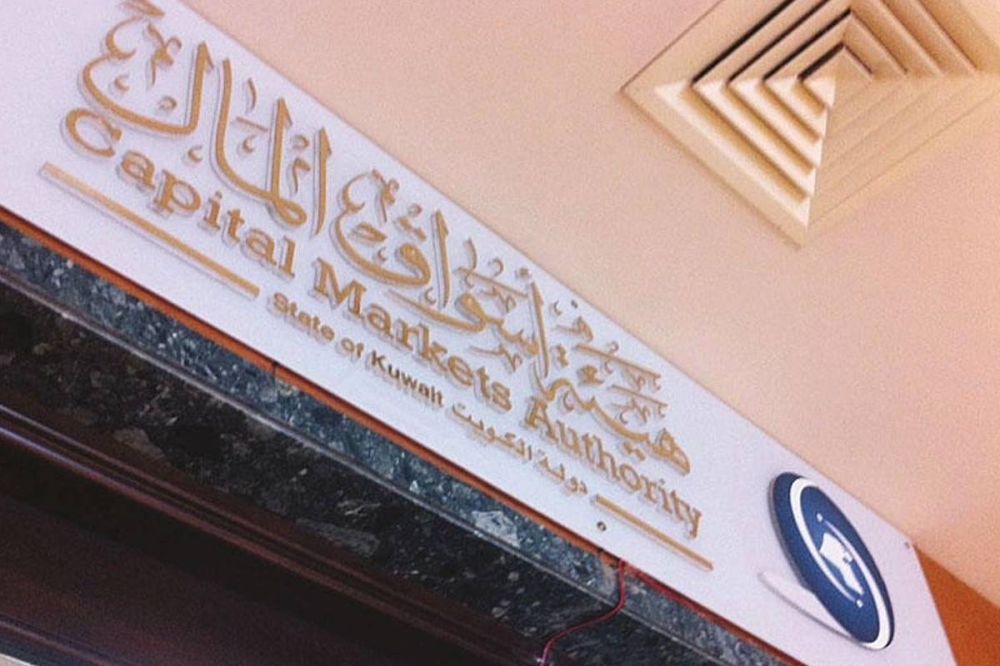 هيئة أسواق المال
Capital Markets Authority
State of Kuwait دولة الكويت